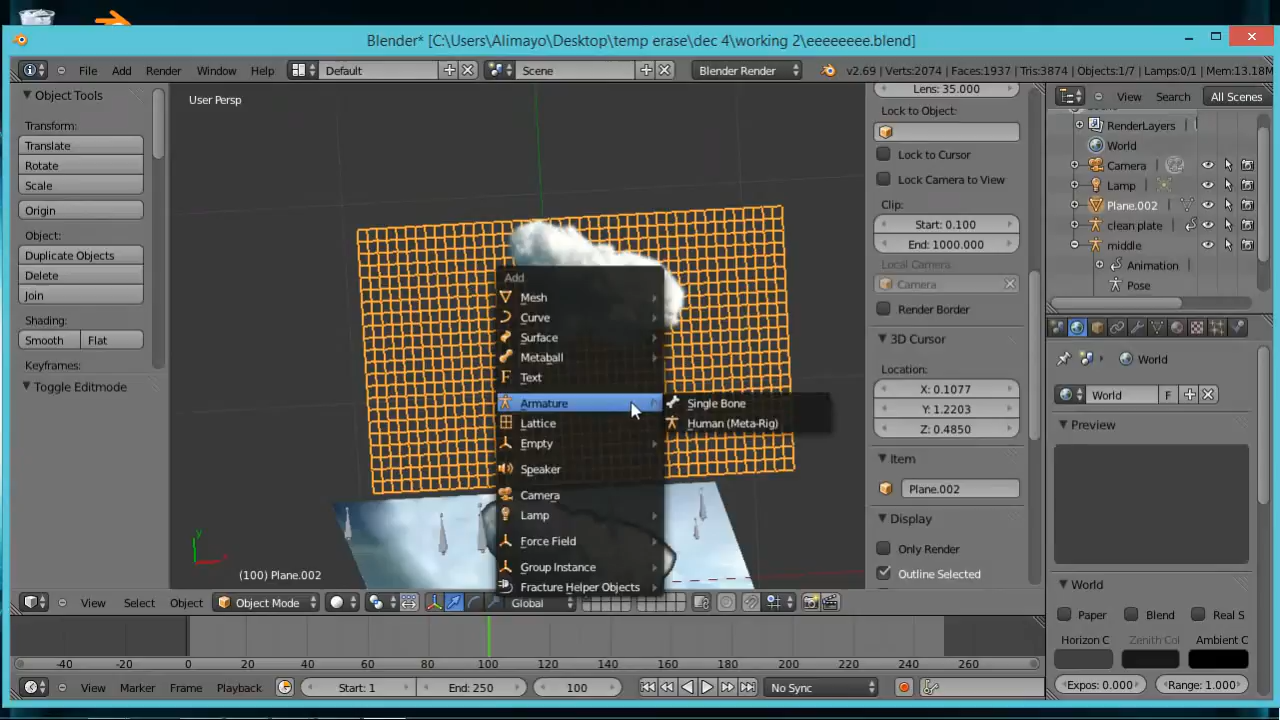 Blender* [C:\Users\Alimayo\Desktop\temp erase\dec 4\working 2\eeeeeeee.blend]
File Add Render Window Help Default Scene Blender Render v2.69 | Verts:2074 | Faces:1937 | Tris:3874 | Objects:1/7 | Lamps:0/1 | Mem:13.18M
Object Tools
Transform:
Translate
Rotate
Scale
Origin
Object:
Duplicate Objects
Delete
Join
Shading:
Smooth Flat
Keyframes:
Toggle Editmode
User Persp
Add
Mesh
Curve
Surface
Metaball
Text
Armature
Lattice
Empty
Speaker
Camera
Lamp
Force Field
Group Instance
Fracture Helper Objects
Single Bone
Human (Meta-Rig)
(100) Plane.002
View Select Object Object Mode Global
Lens: 35.000
Lock to Object:
Lock to Cursor
Lock Camera to View
Clip:
Start: 0.100
End: 1000.000
Local Camera
Camera
Render Border
3D Cursor
Location:
X: 0.1077
Y: 1.2203
Z: 0.4850
Item
Plane.002
Display
Only Render
Outline Selected
View Search All Scenes
RenderLayers
World
Camera
Lamp
Plane.002
clean plate
middle
Animation
Pose
World
World F
Preview
World
Paper Blend Real S
Horizon C Zenith Col Ambient C
Expos: 0.000 Range: 1.000
-40 -20 0 20 40 60 80 100 120 140 160 180 200 220 240 260
View Marker Frame Playback Start: 1 End: 250 100 No Sync